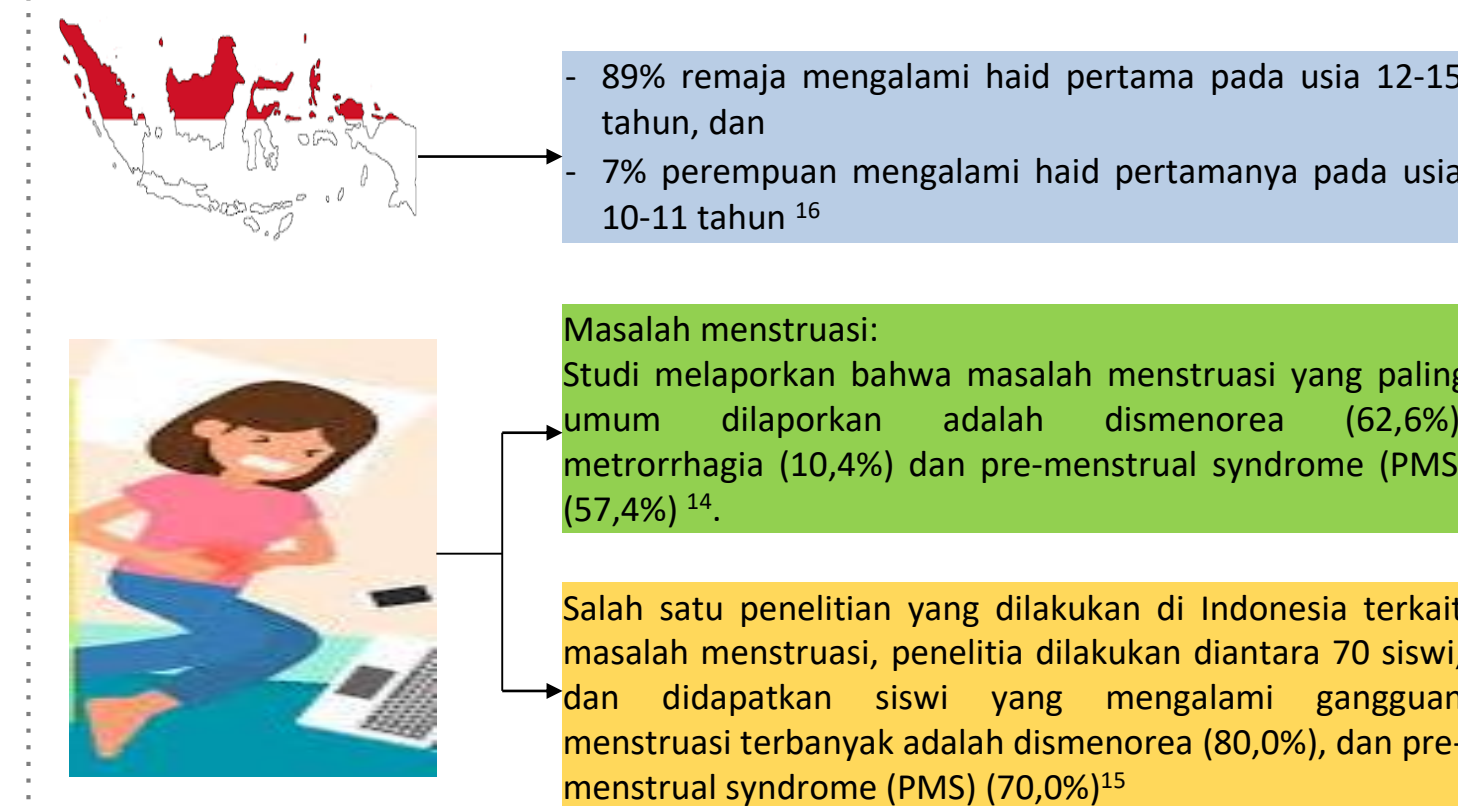 - 89% remaja mengalami haid pertama pada usia 12-15
tahun, dan
- 7% perempuan mengalami haid pertamanya pada usia
10-11 tahun 16
Masalah menstruasi:
Studi melaporkan bahwa masalah menstruasi yang paling
umum dilaporkan adalah dismenorea (62,6%)
metrorrhagia (10,4%) dan pre-menstrual syndrome (PMS
(57,4%) 14.
Salah satu penelitian yang dilakukan di Indonesia terkait
masalah menstruasi, penelitia dilakukan diantara 70 siswi,
dan didapatkan siswi yang mengalami gangguan
menstruasi terbanyak adalah dismenorea (80,0%), dan pre-
menstrual syndrome (PMS) (70,0%)15